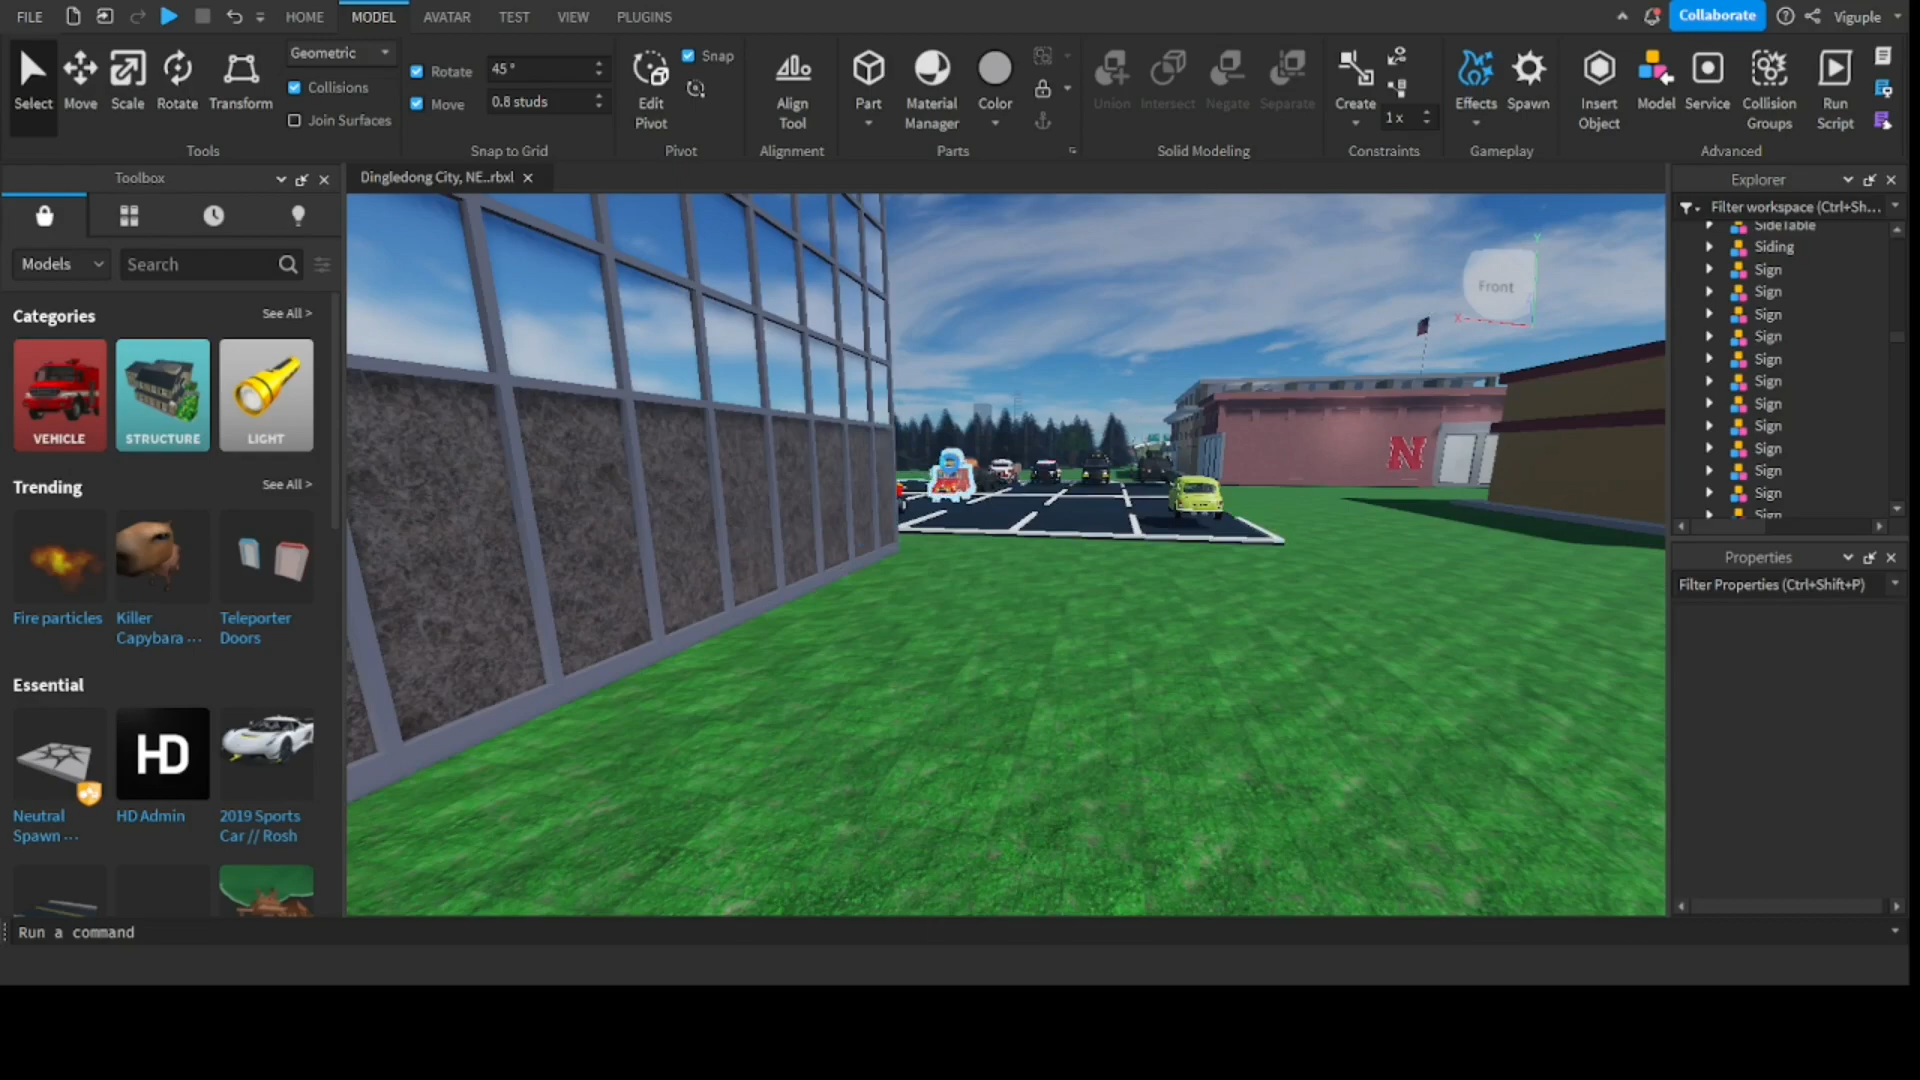 FILE HOME MODEL AVATAR TEST VIEW PLUGINS Collaborate Viguple
Select Move Scale Rotate Transform
Geometric
Collisions
Join Surfaces
Tools
Rotate 45 °
Move 0.8 studs
Snap to Grid
Edit Pivot
Snap
Pivot
Align Tool
Alignment
Part
Material Manager
Color
Parts
Union Intersect Negate Separate
Solid Modeling
Create
1 x
Constraints
Effects Spawn
Gameplay
Insert Object
Model Service
Collision Groups
Run Script
Advanced
Toolbox
Models Search
Categories See All >
VEHICLE STRUCTURE LIGHT
Trending See All >
Fire particles
Killer Capybara ...
Teleporter Doors
Essential
HD
Neutral Spawn ...
HD Admin
2019 Sports Car // Rosh
Dingledong City, NE...rbxl
Front
Y
X
N
Explorer
Filter workspace (Ctrl+Sh...
SideTable
Siding
Sign
Sign
Sign
Sign
Sign
Sign
Sign
Sign
Sign
Sign
Sign
Sign
Properties
Filter Properties (Ctrl+Shift+P)
Run a command